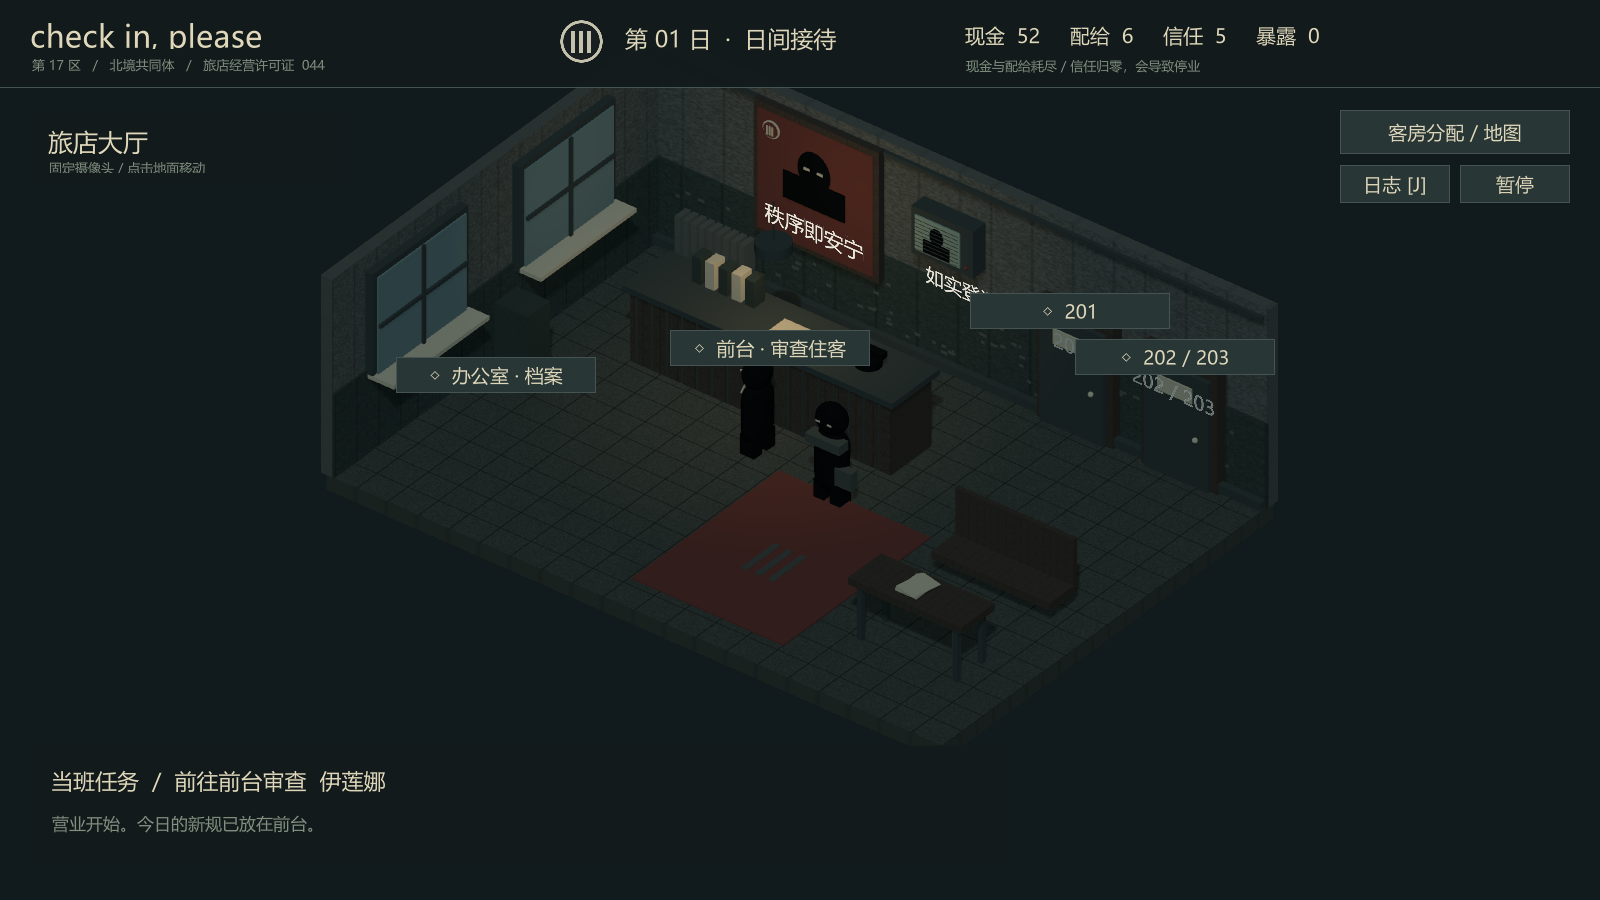 check in, please
第 17 区 / 北境共同体 / 旅店经营许可证 044
第 01 日 · 日间接待
现金 52 配给 6 信任 5 暴露 0
现金与配给耗尽 / 信任归零，会导致停业
旅店大厅
固定摄像头 / 点击地面移动
客房分配 / 地图
日志 [J] 暂停
秩序即安宁
如实登
◇ 201
20
◇ 202 / 203
202 / 203
◇ 前台 · 审查住客
◇ 办公室 · 档案
当班任务 / 前往前台审查 伊莲娜
营业开始。今日的新规已放在前台。